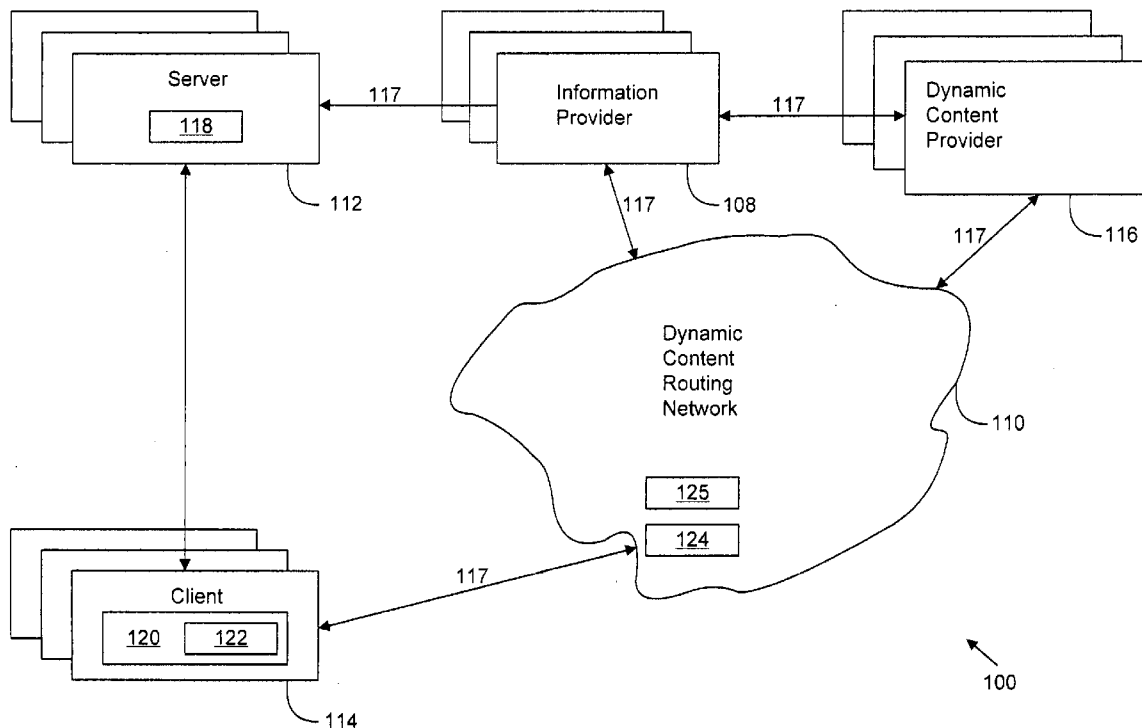 Server
118
112
117
Information
Provider
108
117
Dynamic
Content
Provider
116
117
117
Dynamic
Content
Routing
Network
110
125
124
117
Client
120 122
114
100